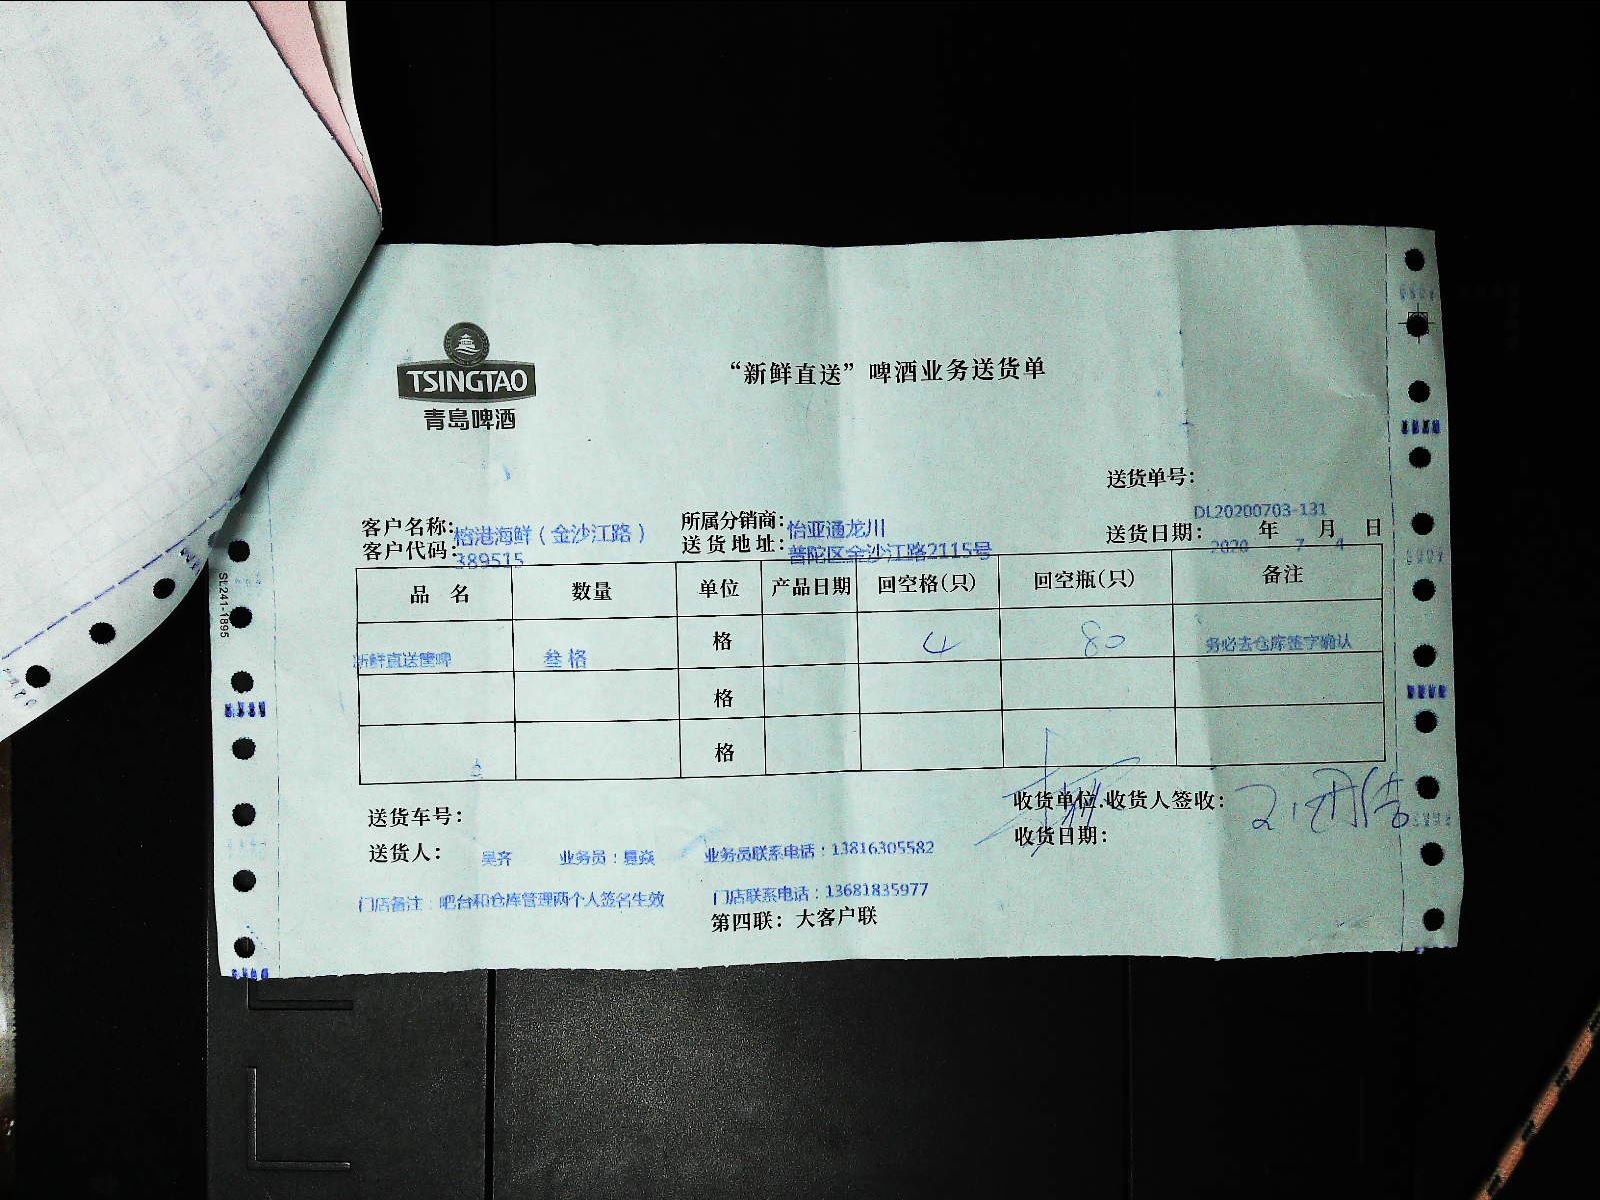 TSINGTAO
青島啤酒
“新鲜直送”啤酒业务送货单
送货单号：
DL20200703-131
客户名称： 榕港海鲜（金沙江路） 所属分销商： 怡亚通龙川 送货日期： 2020 年 7 月 4 日
客户代码： 389515 送货地址： 普陀区金沙江路2115号
品 名 数量 单位 产品日期 回空格(只) 回空瓶(只) 备注
新鲜直送筐啤 叁格 格 4 80 务必去仓库签字确认
格
格
送货车号： 收货单位.收货人签收：
收货日期：
送货人： 吴齐 业务员： 业务员联系电话：13816305582
门店备注：吧台和仓库管理两个人签名生效 门店联系电话：13681835977
第四联：大客户联
SL241-1895